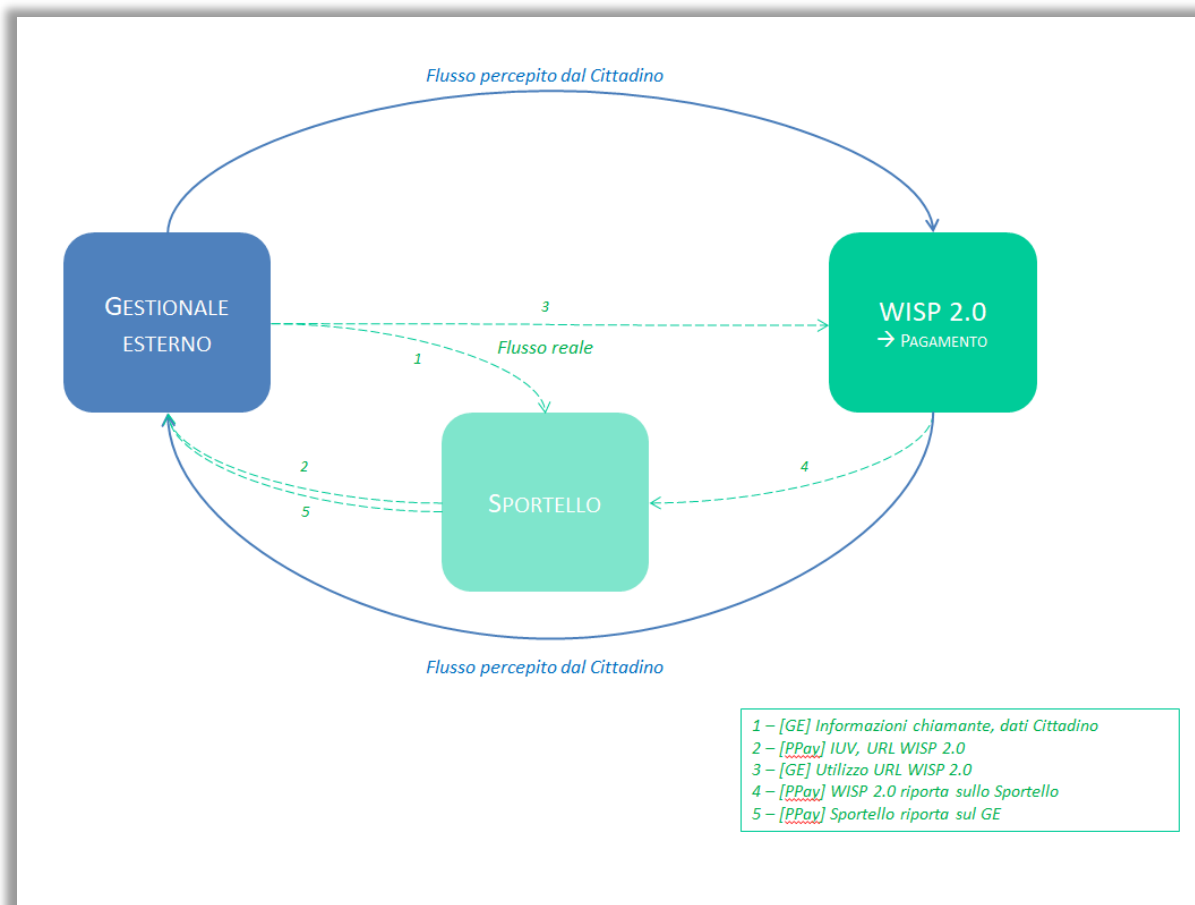 Flusso percepito dal Cittadino
GESTIONALE
ESTERNO
3
Flusso reale
1
WISP 2.0
→ PAGAMENTO
2
5
SPORTELLO
4
Flusso percepito dal Cittadino
1 – [GE] Informazioni chiamante, dati Cittadino
2 – [PPay] IUV, URL WISP 2.0
3 – [GE] Utilizzo URL WISP 2.0
4 – [PPay] WISP 2.0 riporta sullo Sportello
5 – [PPay] Sportello riporta sul GE